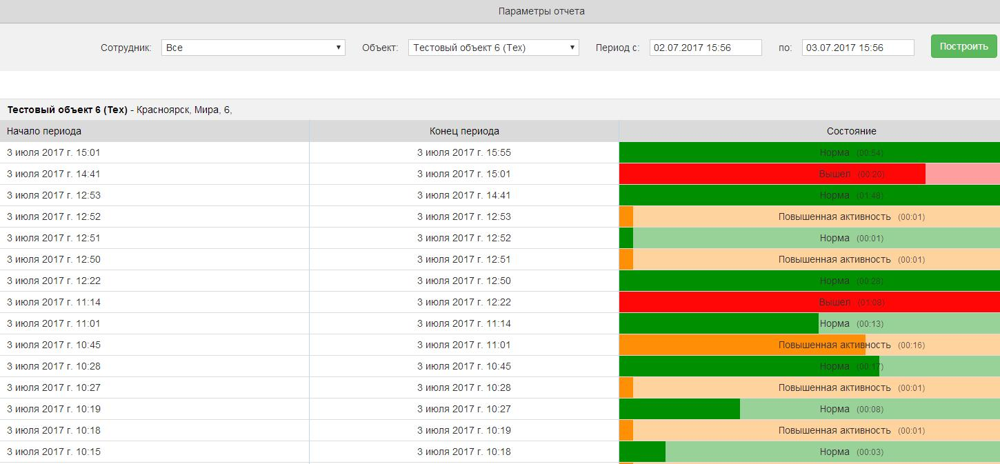 Параметры отчета
Сотрудник: Все Объект: Тестовый объект 6 (Тех) Период с: 02.07.2017 15:56 по: 03.07.2017 15:56 Построить
Тестовый объект 6 (Тех) - Красноярск, Мира, 6,
Начало периода Конец периода Состояние
3 июля 2017 г. 15:01 3 июля 2017 г. 15:55 Норма (00:54)
3 июля 2017 г. 14:41 3 июля 2017 г. 15:01 Вышел (00:20)
3 июля 2017 г. 12:53 3 июля 2017 г. 14:41 Норма (01:48)
3 июля 2017 г. 12:52 3 июля 2017 г. 12:53 Повышенная активность (00:01)
3 июля 2017 г. 12:51 3 июля 2017 г. 12:52 Норма (00:01)
3 июля 2017 г. 12:50 3 июля 2017 г. 12:51 Повышенная активность (00:01)
3 июля 2017 г. 12:22 3 июля 2017 г. 12:50 Норма (00:28)
3 июля 2017 г. 11:14 3 июля 2017 г. 12:22 Вышел (01:08)
3 июля 2017 г. 11:01 3 июля 2017 г. 11:14 Норма (00:13)
3 июля 2017 г. 10:45 3 июля 2017 г. 11:01 Повышенная активность (00:16)
3 июля 2017 г. 10:28 3 июля 2017 г. 10:45 Норма (00:17)
3 июля 2017 г. 10:27 3 июля 2017 г. 10:28 Повышенная активность (00:01)
3 июля 2017 г. 10:19 3 июля 2017 г. 10:27 Норма (00:08)
3 июля 2017 г. 10:18 3 июля 2017 г. 10:19 Повышенная активность (00:01)
3 июля 2017 г. 10:15 3 июля 2017 г. 10:18 Норма (00:03)